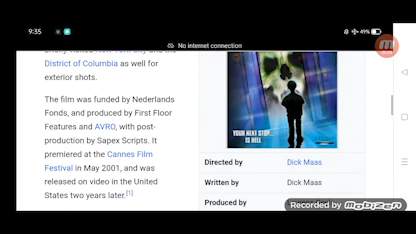 9:35
49%
No internet connection
District of Columbia as well for
exterior shots.
The film was funded by Nederlands
Fonds, and produced by First Floor
Features and AVRO, with post-
production by Sapex Scripts. It
premiered at the Cannes Film
Festival in May 2001, and was
released on video in the United
States two years later.[1]
YOUR NEXT STOP...
IS HELL
Directed by Dick Maas
Written by Dick Maas
Produced by
Recorded by MOBIZEN